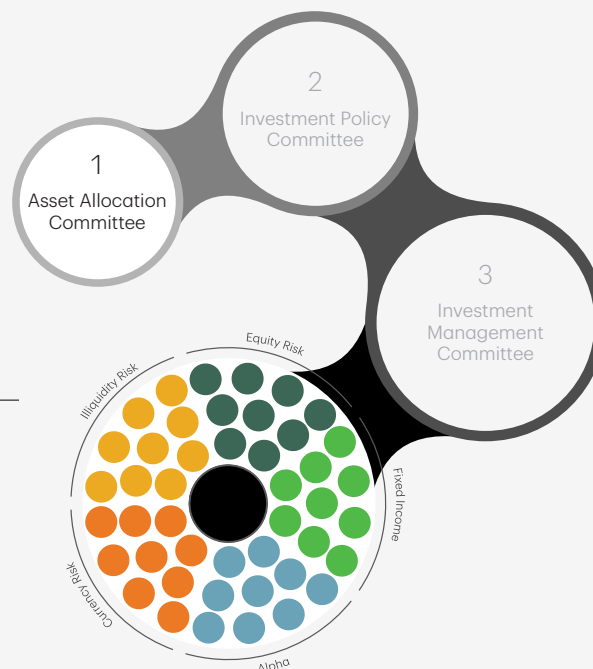 1
Asset Allocation
Committee
2
Investment Policy
Committee
3
Investment
Management
Committee
Equity Risk
Illiquidity Risk
Fixed Income
Currency Risk
Alpha